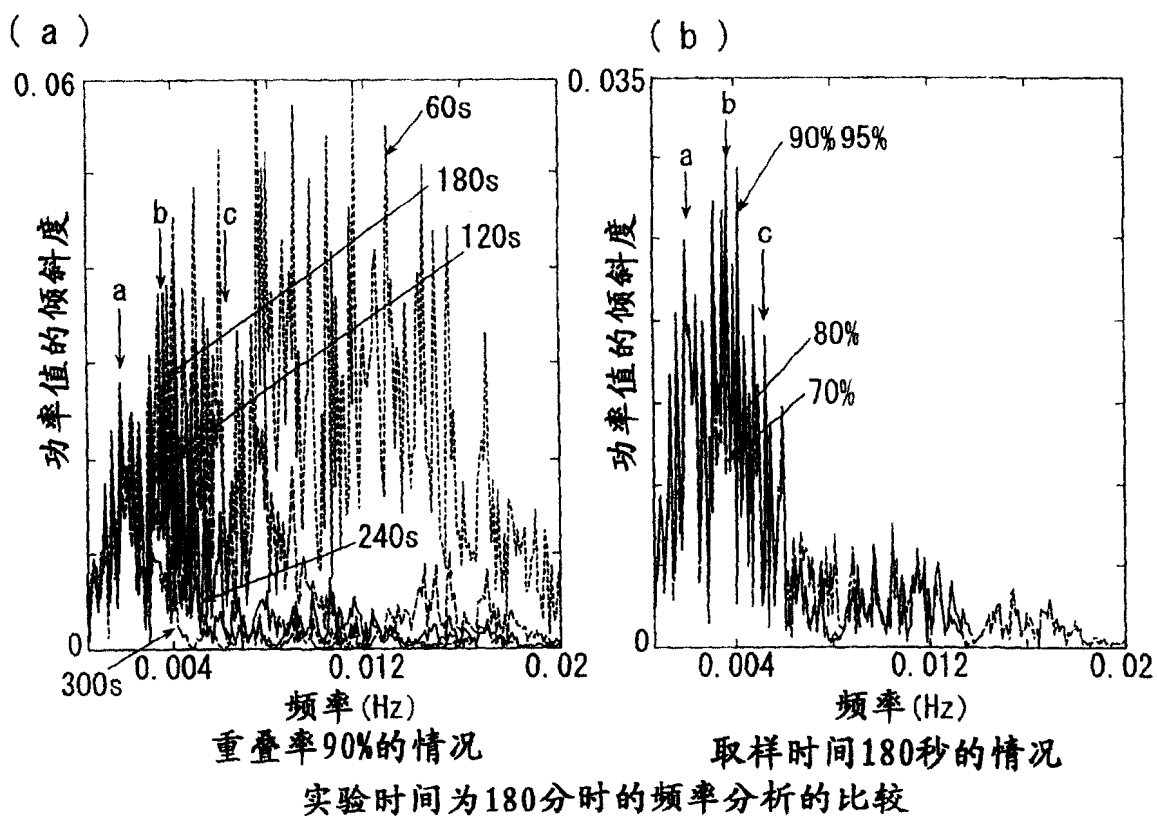 ( a )
0.06
60s
180s
b
c
120s
a
功率值的倾斜度
240s
0
300s
0.004
0.012
0.02
频率(Hz)
重叠率90%的情况
( b )
0.035
b
90% 95%
a
c
功率值的倾斜度
80%
70%
0
0.004
0.012
0.02
频率(Hz)
取样时间180秒的情况
实验时间为180分时的频率分析的比较